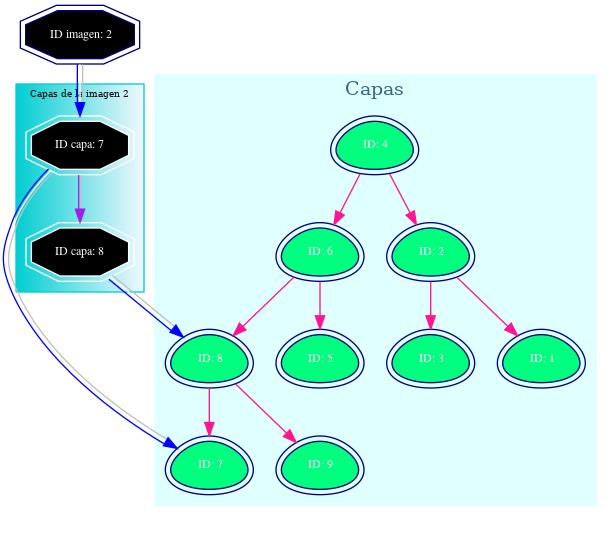 ID imagen: 2
Capas de la imagen 2
ID capa: 7
ID capa: 8
Capas
ID: 4
ID: 6
ID: 2
ID: 8
ID: 5
ID: 3
ID: 1
ID: 7
ID: 9